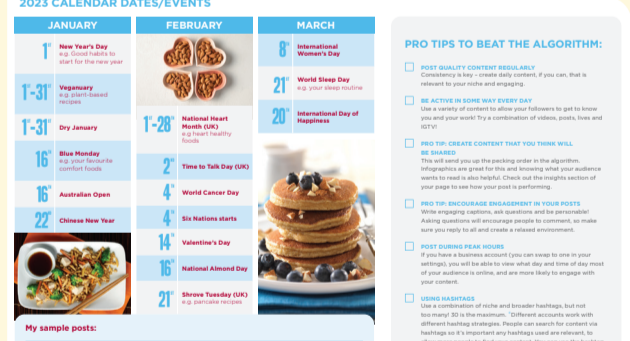 2023 CALENDAR DATES/EVENTS
JANUARY
1st New Year's Day
e.g. Good habits to
start for the new year
1st-31st Veganuary
e.g. plant-based
recipes
1st-31st Dry January
16th Blue Monday
e.g. your favourite
comfort foods
16th Australian Open
22nd Chinese New Year
FEBRUARY
1st-28th National Heart
Month (UK)
e.g heart healthy
foods
2nd Time to Talk Day (UK)
4th World Cancer Day
4th Six Nations starts
14th Valentine's Day
16th National Almond Day
21st Shrove Tuesday (UK)
e.g. pancake recipes
MARCH
8th International
Women's Day
21st World Sleep Day
e.g. your sleep routine
20th International Day of
Happiness
My sample posts:
PRO TIPS TO BEAT THE ALGORITHM:
POST QUALITY CONTENT REGULARLY
Consistency is key – create daily content, if you can, that is
relevant to your niche and engaging.
BE ACTIVE IN SOME WAY EVERY DAY
Use a variety of content to allow your followers to get to know
you and your work! Try a combination of videos, posts, lives and
IGTV!
PRO TIP: CREATE CONTENT THAT YOU THINK WILL
BE SHARED
This will send you up the packing order in the algorithm.
Infographics are great for this and knowing what your audience
wants to read is also helpful. Check out the insights section of
your page to see how your post is performing.
PRO TIP: ENCOURAGE ENGAGEMENT IN YOUR POSTS
Write engaging captions, ask questions and be personable!
Asking questions will encourage people to comment, so make
sure you reply to all and create a relaxed environment.
POST DURING PEAK HOURS
If you have a business account (you can swap to one in your
settings), you will be able to view what day and time of day most
of your audience is online, and are more likely to engage with
your content.
USING HASHTAGS
Use a combination of niche and broader hashtags, but not
too many! 30 is the maximum. *Different accounts work with
different hashtag strategies. People can search for content via
hashtags so it's important any hashtags used are relevant, to